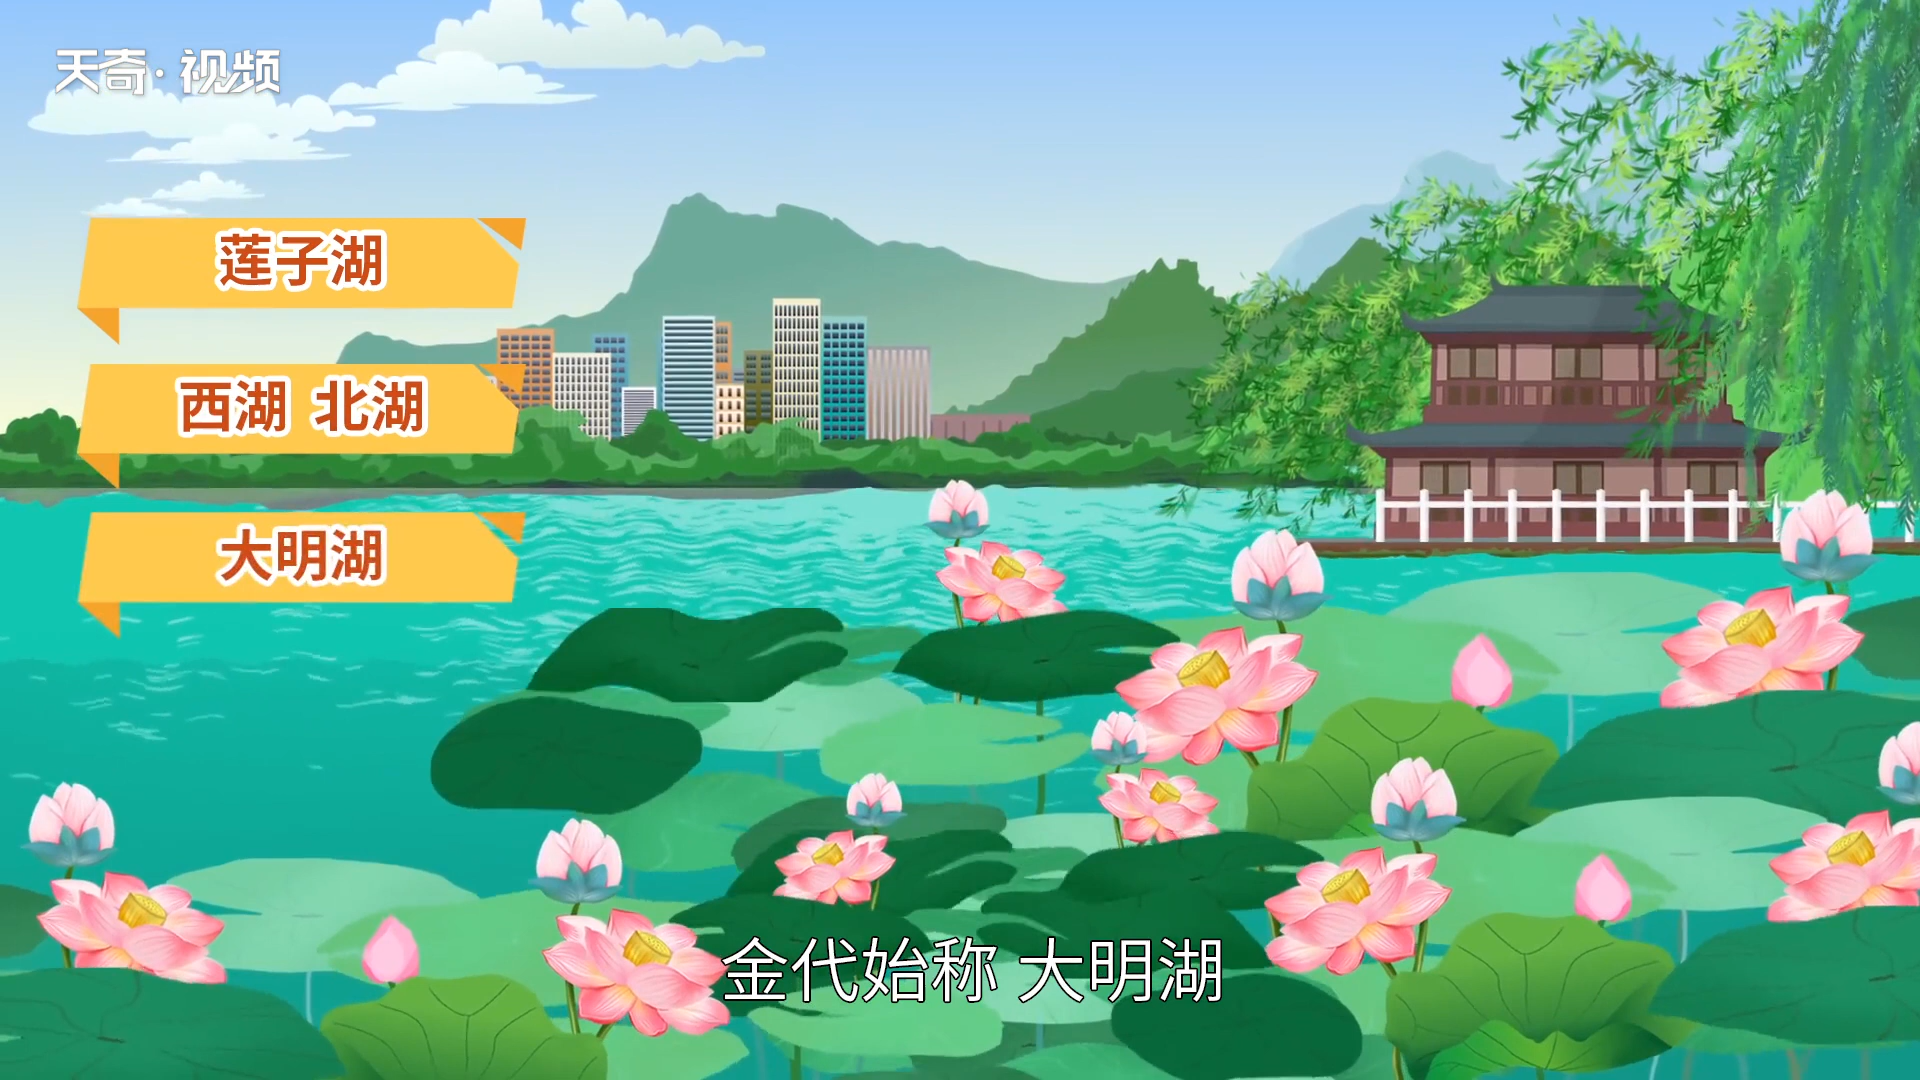 天奇·视频
莲子湖
西湖 北湖
大明湖
金代始称 大明湖